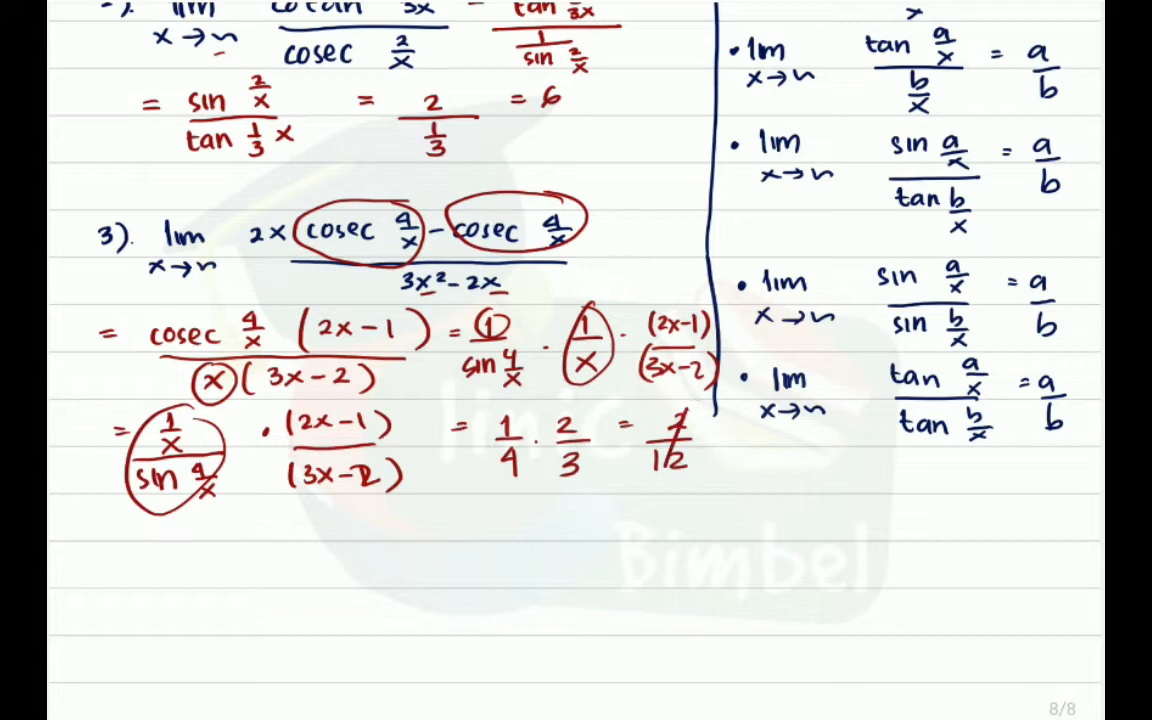 2). lim cotan 3x = tan 1/3x
x→∞ cosec 2/x 1/sin 2/x
= sin 2/x / tan 1/3 x = 2 / 1/3 = 6
3). lim 2x cosec 4/x − cosec 4/x
x→∞ 3x² − 2x
= cosec 4/x (2x − 1) / x (3x − 2) = 1 / sin 4/x · 1/x · (2x−1) / (3x−2)
= 1/x / sin 4/x · (2x−1) / (3x−2) = 1/4 · 2/3 = 2/12
x
• lim x→∞ tan a/x / b/x = a/b
• lim x→∞ sin a/x / tan b/x = a/b
• lim x→∞ sin a/x / sin b/x = a/b
• lim x→∞ tan a/x / tan b/x = a/b
linic
Bimbel
8/8